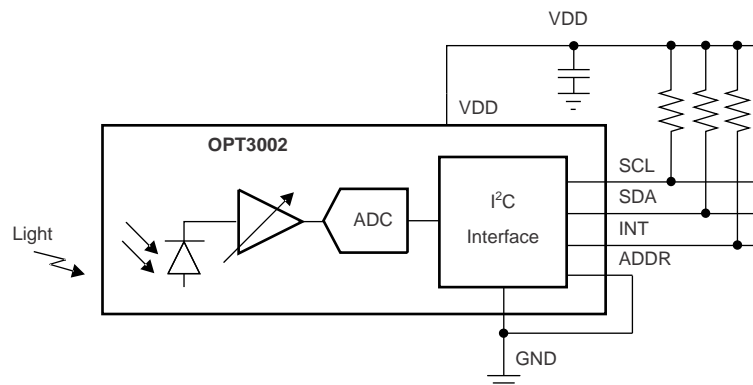 VDD
VDD
OPT3002
SCL
I²C
SDA
ADC
Light
Interface
INT
ADDR
GND